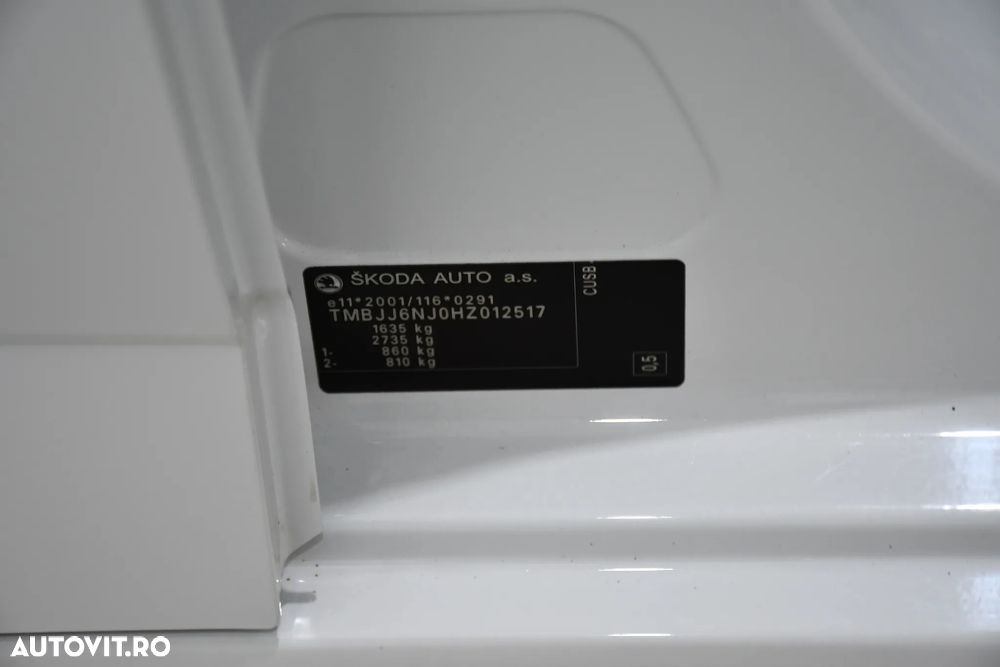 ŠKODA AUTO a.s.
e11*2001/116*0291
TMBJJ6NJ0HZ012517
1635 kg
2735 kg
1- 860 kg
2- 810 kg
CUSB
0,5
AUTOVIT.RO